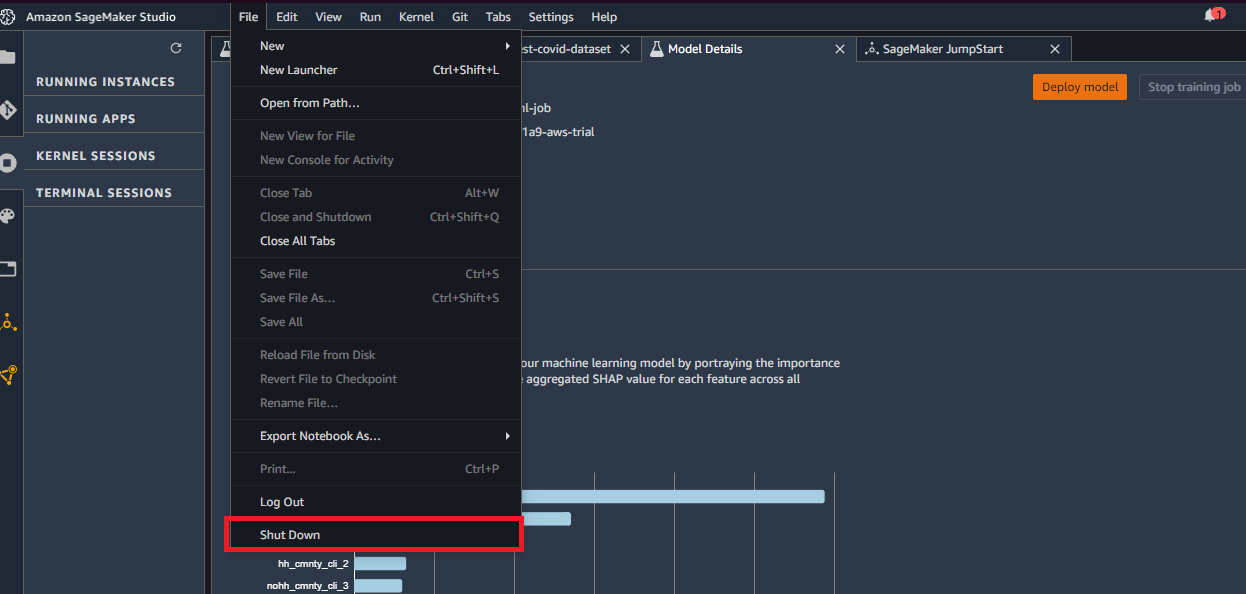 Amazon SageMaker Studio
File Edit View Run Kernel Git Tabs Settings Help
1
RUNNING INSTANCES
RUNNING APPS
KERNEL SESSIONS
TERMINAL SESSIONS
New
New Launcher Ctrl+Shift+L
Open from Path…
New View for File
New Console for Activity
Close Tab Alt+W
Close and Shutdown Ctrl+Shift+Q
Close All Tabs
Save File Ctrl+S
Save File As… Ctrl+Shift+S
Save All
Reload File from Disk
Revert File to Checkpoint
Rename File…
Export Notebook As…
Print... Ctrl+P
Log Out
Shut Down
st-covid-dataset Model Details SageMaker JumpStart
Deploy model Stop training job
nl-job
1a9-aws-trial
our machine learning model by portraying the importance
aggregated SHAP value for each feature across all
hh_cmnty_cli_2
nohh_cmnty_cli_3